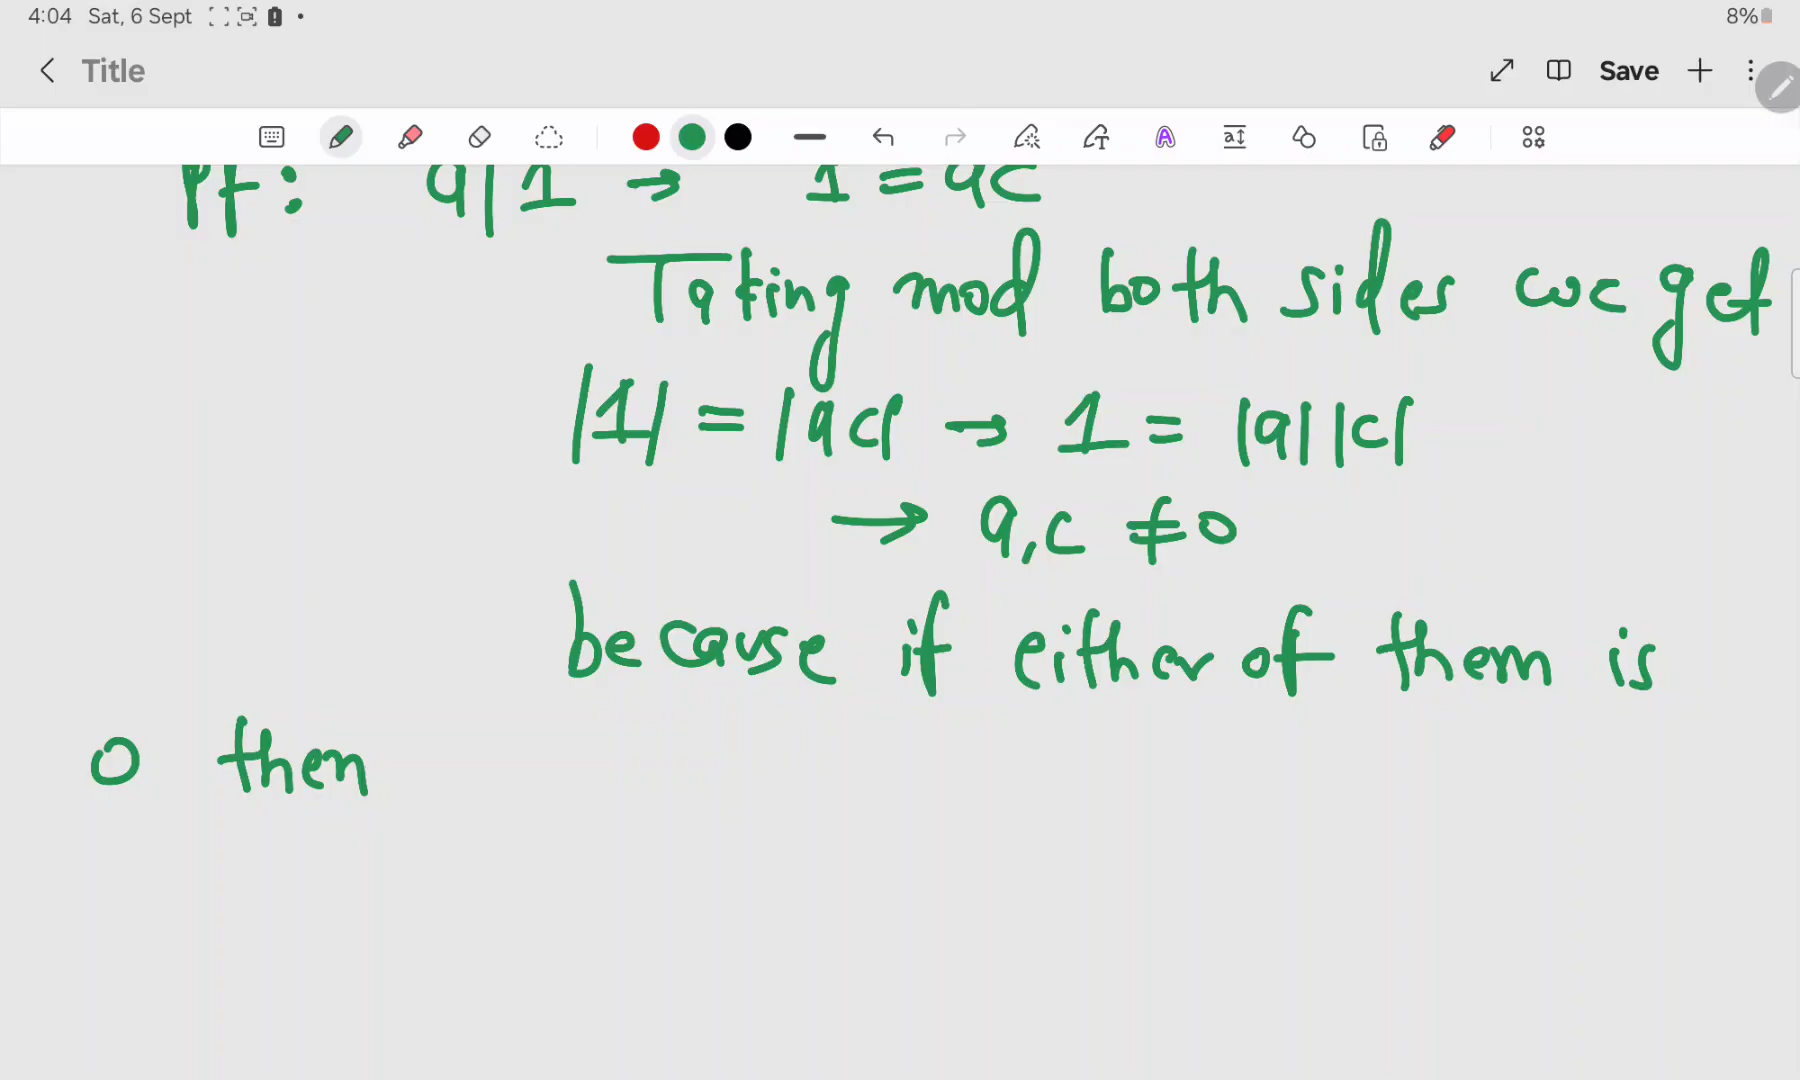 4:04 Sat, 6 Sept 8%
Title Save
Pf: a|1 → 1 = ac
Taking mod both sides we get
|1| = |ac| → 1 = |a||c|
→ a,c ≠ 0
because if either of them is
0 then